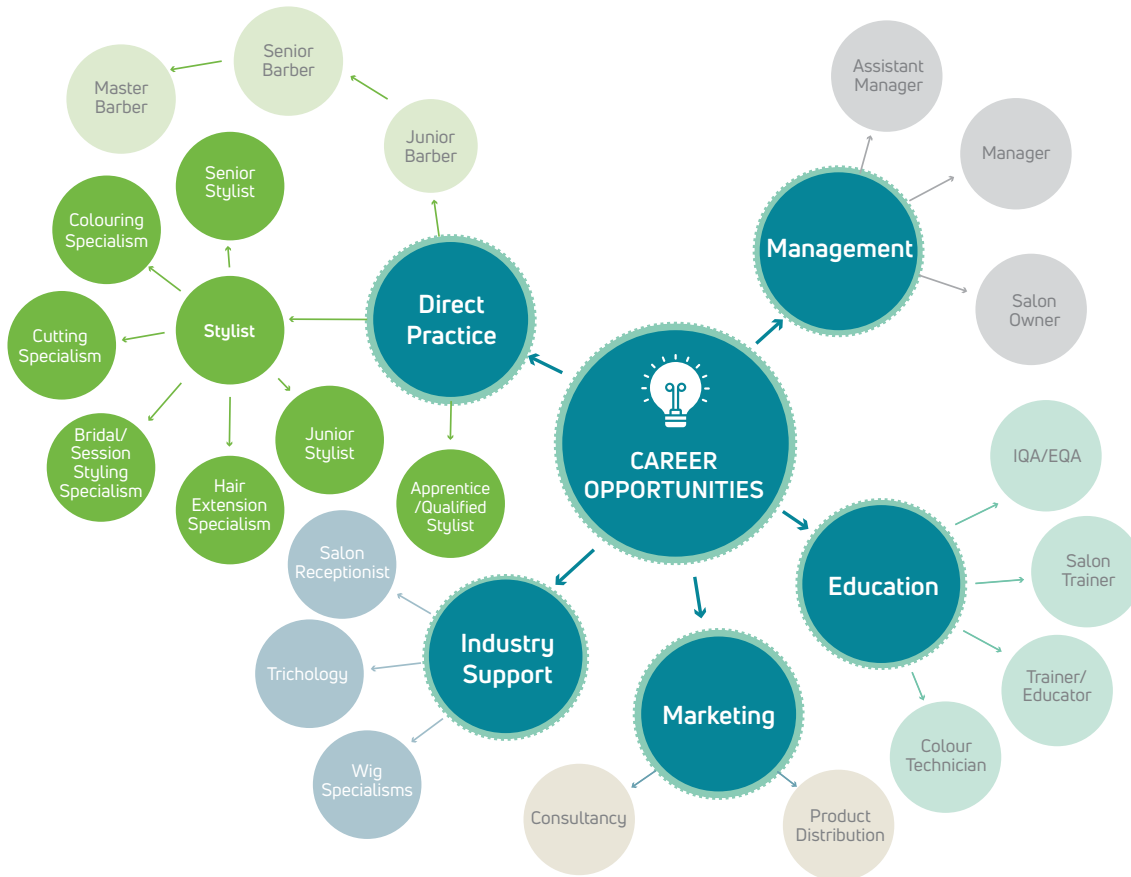 Senior
Barber
Master
Barber
Junior
Barber
Senior
Stylist
Colouring
Specialism
Cutting
Specialism
Stylist
Bridal/
Session
Styling
Specialism
Hair
Extension
Specialism
Junior
Stylist
Apprentice
/Qualified
Stylist
Direct
Practice
Assistant
Manager
Manager
Management
Salon
Owner
CAREER
OPPORTUNITIES
IQA/EQA
Salon
Trainer
Education
Trainer/
Educator
Colour
Technician
Salon
Receptionist
Industry
Support
Trichology
Wig
Specialisms
Marketing
Consultancy
Product
Distribution